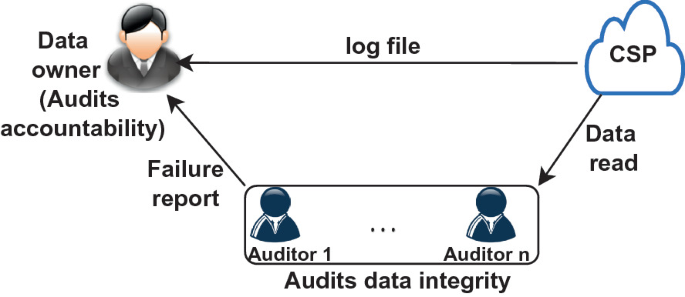 Data
owner
(Audits
accountability)
log file
CSP
Data
read
Failure
report
Auditor 1
...
Auditor n
Audits data integrity